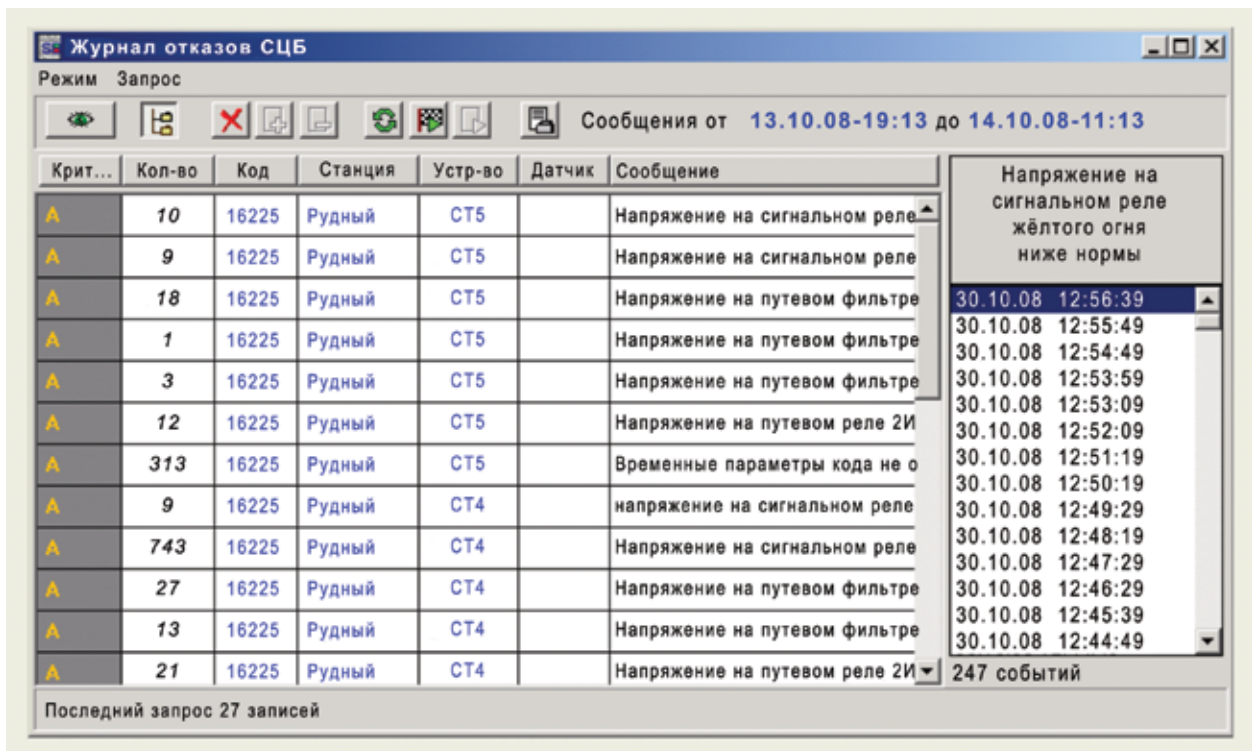 Журнал отказов СЦБ
Режим Запрос
Сообщения от 13.10.08-19:13 до 14.10.08-11:13
Крит... Кол-во Код Станция Устр-во Датчик Сообщение
А 10 16225 Рудный СТ5 Напряжение на сигнальном реле
А 9 16225 Рудный СТ5 Напряжение на сигнальном реле
А 18 16225 Рудный СТ5 Напряжение на путевом фильтре
А 1 16225 Рудный СТ5 Напряжение на путевом фильтре
А 3 16225 Рудный СТ5 Напряжение на путевом фильтре
А 12 16225 Рудный СТ5 Напряжение на путевом реле 2И
А 313 16225 Рудный СТ5 Временные параметры кода не о
А 9 16225 Рудный СТ4 напряжение на сигнальном реле
А 743 16225 Рудный СТ4 Напряжение на сигнальном реле
А 27 16225 Рудный СТ4 Напряжение на путевом фильтре
А 13 16225 Рудный СТ4 Напряжение на путевом фильтре
А 21 16225 Рудный СТ4 Напряжение на путевом реле 2И
Напряжение на
сигнальном реле
жёлтого огня
ниже нормы
30.10.08 12:56:39
30.10.08 12:55:49
30.10.08 12:54:49
30.10.08 12:53:59
30.10.08 12:53:09
30.10.08 12:52:09
30.10.08 12:51:19
30.10.08 12:50:19
30.10.08 12:49:29
30.10.08 12:48:19
30.10.08 12:47:29
30.10.08 12:46:29
30.10.08 12:45:39
30.10.08 12:44:49
247 событий
Последний запрос 27 записей